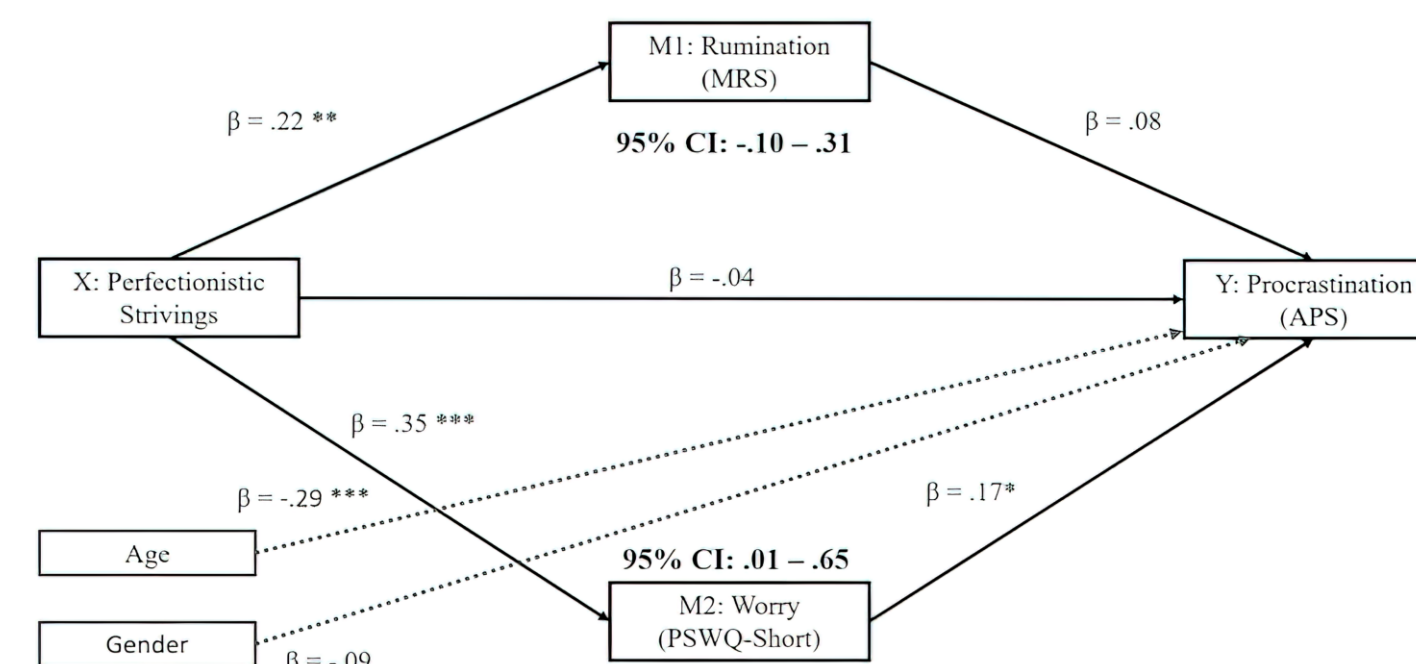 M1: Rumination
(MRS)
β = .22 **
β = .08
95% CI: -.10 – .31
X: Perfectionistic
Strivings
β = -.04
Y: Procrastination
(APS)
β = .35 ***
β = -.29 ***
β = .17*
Age
95% CI: .01 – .65
M2: Worry
(PSWQ-Short)
Gender
β = -.09